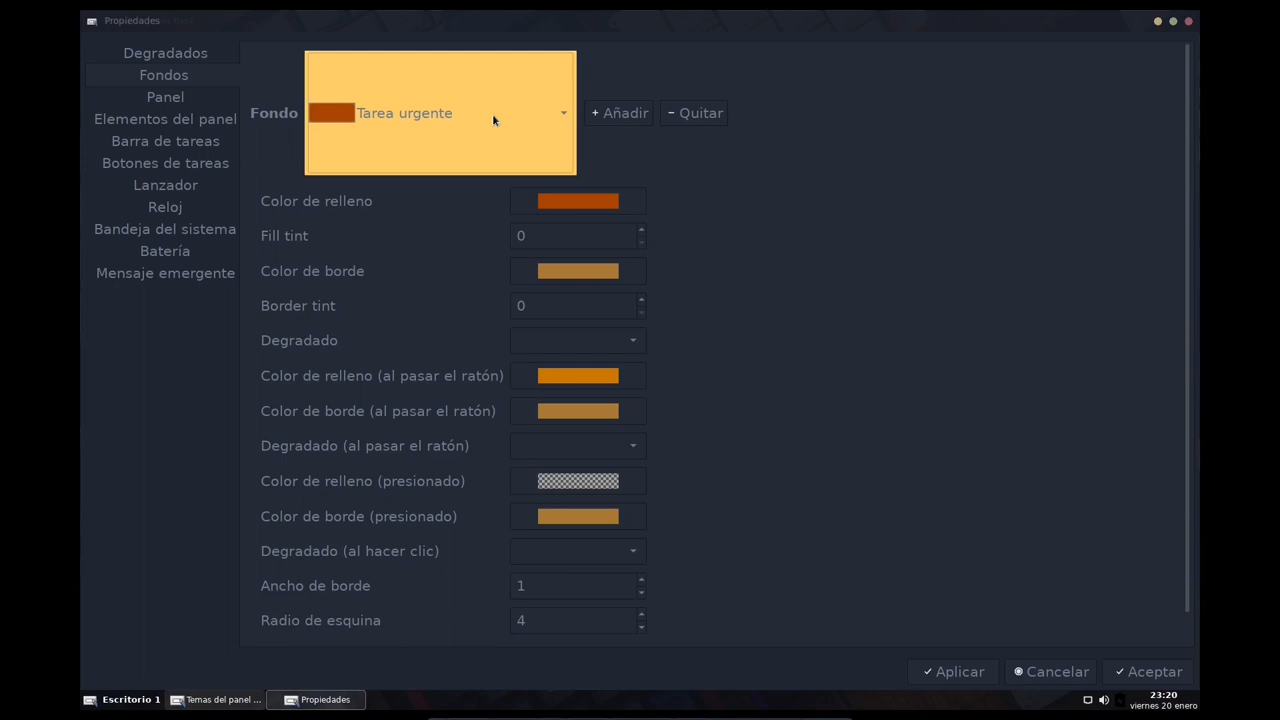 Propiedades
Degradados
Fondos
Panel
Elementos del panel
Barra de tareas
Botones de tareas
Lanzador
Reloj
Bandeja del sistema
Batería
Mensaje emergente
Fondo Tarea urgente + Añadir − Quitar
Color de relleno
Fill tint 0
Color de borde
Border tint 0
Degradado
Color de relleno (al pasar el ratón)
Color de borde (al pasar el ratón)
Degradado (al pasar el ratón)
Color de relleno (presionado)
Color de borde (presionado)
Degradado (al hacer clic)
Ancho de borde 1
Radio de esquina 4
Aplicar Cancelar Aceptar
Escritorio 1 Temas del panel ... Propiedades
23:20
viernes 20 enero